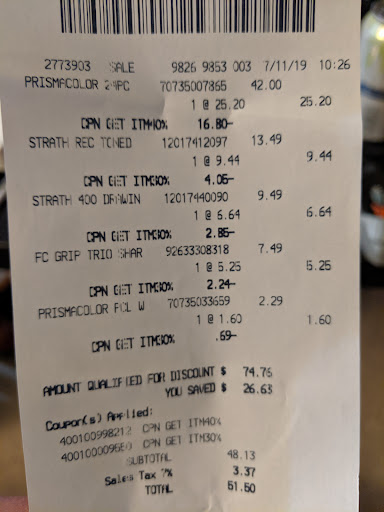 2773903 SALE 9826 9853 003 7/11/19 10:26
PRISMACOLOR 24PC 70735007865 42.00
1 @ 25.20 25.20
CPN GET ITM40% 16.80-
STRATH REC TONED 12017412097 13.49
1 @ 9.44 9.44
CPN GET ITM30% 4.05-
STRATH 400 DRAWIN 12017440090 9.49
1 @ 6.64 6.64
CPN GET ITM30% 2.85-
FC GRIP TRIO SHAR 92633308318 7.49
1 @ 5.25 5.25
CPN GET ITM30% 2.24-
PRISMACOLOR PCL W 70735033659 2.29
1 @ 1.60 1.60
CPN GET ITM30% .69-
AMOUNT QUALIFIED FOR DISCOUNT $ 74.76
YOU SAVED $ 26.63
Coupon(s) Applied:
400100998212 CPN GET ITM40%
CPN GET ITM30%
SUBTOTAL 48.13
Sales Tax 7% 3.37
TOTAL 51.50